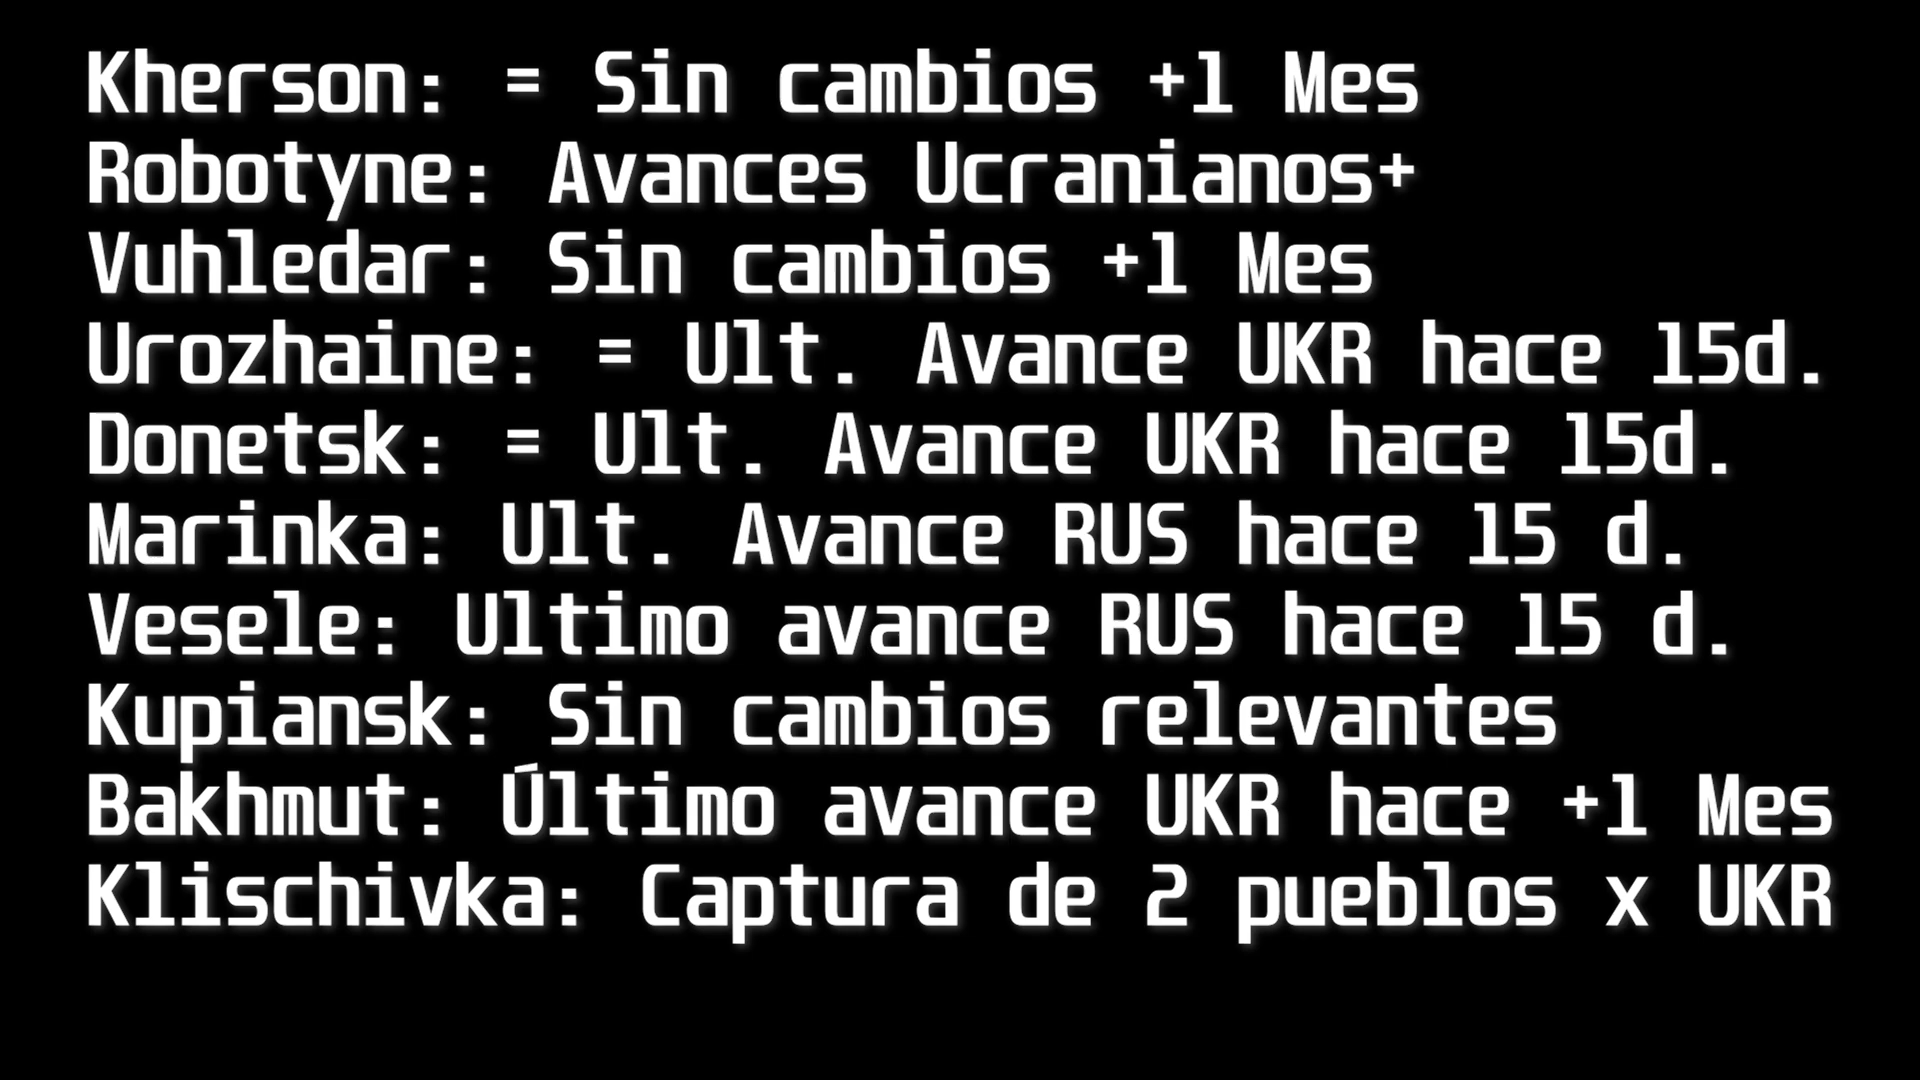 Kherson: = Sin cambios +1 Mes
Robotyne: Avances Ucranianos+
Vuhledar: Sin cambios +1 Mes
Urozhaine: = Ult. Avance UKR hace 15d.
Donetsk: = Ult. Avance UKR hace 15d.
Marinka: Ult. Avance RUS hace 15 d.
Vesele: Ultimo avance RUS hace 15 d.
Kupiansk: Sin cambios relevantes
Bakhmut: Último avance UKR hace +1 Mes
Klischivka: Captura de 2 pueblos x UKR